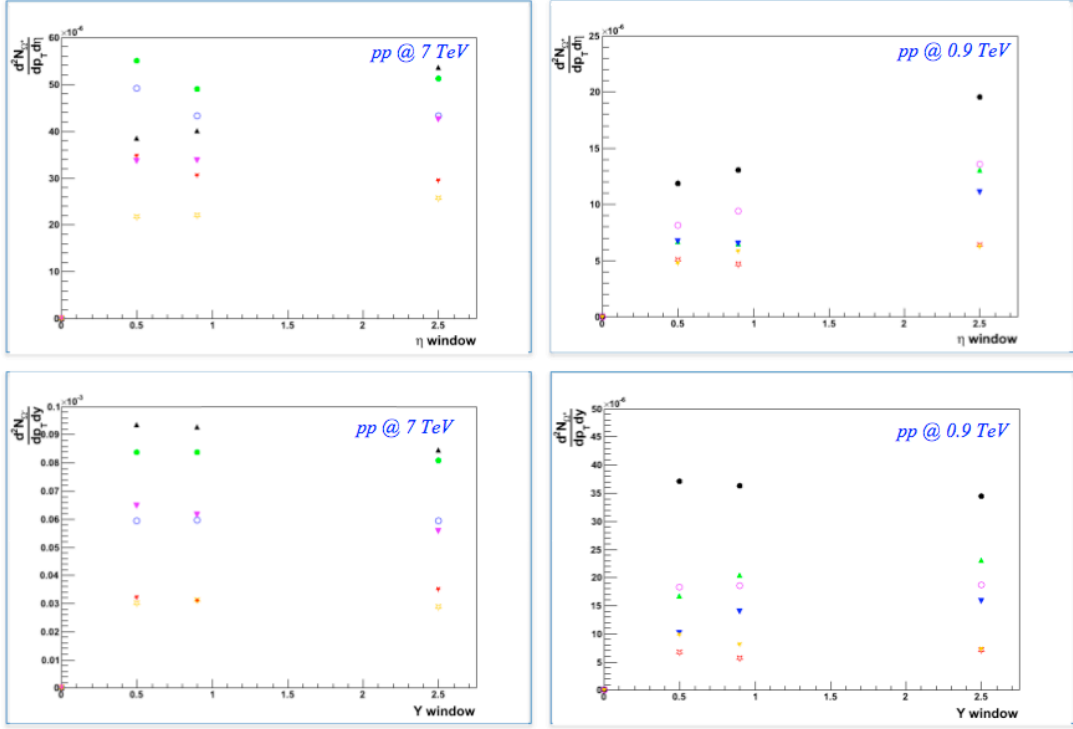 ×10⁻⁶
d²N_Ω⁻
dp_T dη
pp @ 7 TeV
60
50
40
30
20
10
0
0 0.5 1 1.5 2 2.5
η window
×10⁻⁶
d²N_Ω⁺
dp_T dη
pp @ 0.9 TeV
25
20
15
10
5
0
0 0.5 1 1.5 2 2.5
η window
×10⁻³
d²N_Ω⁻
dp_T dy
pp @ 7 TeV
0.1
0.09
0.08
0.07
0.06
0.05
0.04
0.03
0.02
0.01
0
0 0.5 1 1.5 2 2.5
Y window
×10⁻⁶
d²N_Ω⁺
dp_T dy
pp @ 0.9 TeV
50
45
40
35
30
25
20
15
10
5
0
0 0.5 1 1.5 2 2.5
Y window